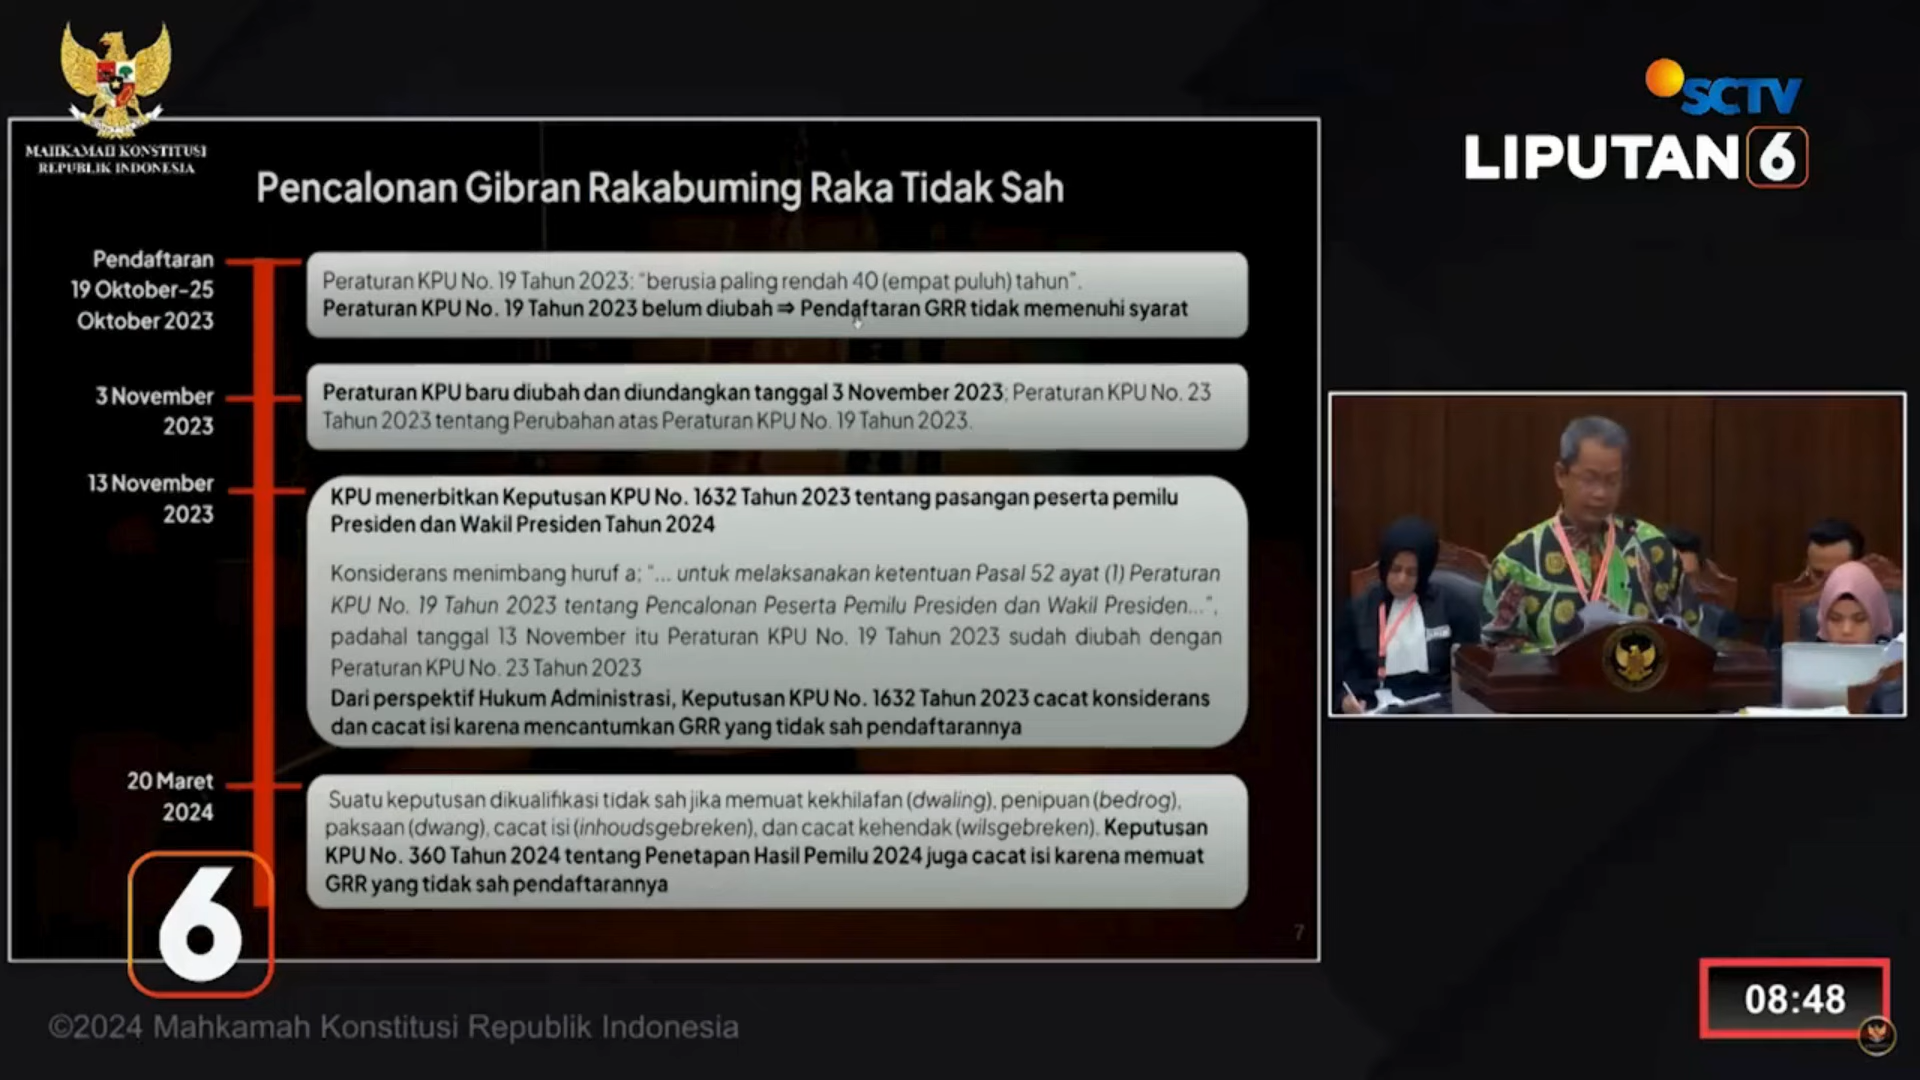 MAHKAMAH KONSTITUSI
REPUBLIK INDONESIA
SCTV
LIPUTAN 6
Pencalonan Gibran Rakabuming Raka Tidak Sah
Pendaftaran
19 Oktober-25
Oktober 2023
Peraturan KPU No. 19 Tahun 2023: "berusia paling rendah 40 (empat puluh) tahun".
Peraturan KPU No. 19 Tahun 2023 belum diubah ⇒ Pendaftaran GRR tidak memenuhi syarat
3 November
2023
Peraturan KPU baru diubah dan diundangkan tanggal 3 November 2023; Peraturan KPU No. 23
Tahun 2023 tentang Perubahan atas Peraturan KPU No. 19 Tahun 2023.
13 November
2023
KPU menerbitkan Keputusan KPU No. 1632 Tahun 2023 tentang pasangan peserta pemilu
Presiden dan Wakil Presiden Tahun 2024
Konsiderans menimbang huruf a; "... untuk melaksanakan ketentuan Pasal 52 ayat (1) Peraturan
KPU No. 19 Tahun 2023 tentang Pencalonan Peserta Pemilu Presiden dan Wakil Presiden...",
padahal tanggal 13 November itu Peraturan KPU No. 19 Tahun 2023 sudah diubah dengan
Peraturan KPU No. 23 Tahun 2023
Dari perspektif Hukum Administrasi, Keputusan KPU No. 1632 Tahun 2023 cacat konsiderans
dan cacat isi karena mencantumkan GRR yang tidak sah pendaftarannya
20 Maret
2024
Suatu keputusan dikualifikasi tidak sah jika memuat kekhilafan (dwaling), penipuan (bedrog),
paksaan (dwang), cacat isi (inhoudsgebreken), dan cacat kehendak (wilsgebreken). Keputusan
KPU No. 360 Tahun 2024 tentang Penetapan Hasil Pemilu 2024 juga cacat isi karena memuat
GRR yang tidak sah pendaftarannya
7
6
©2024 Mahkamah Konstitusi Republik Indonesia
08:48